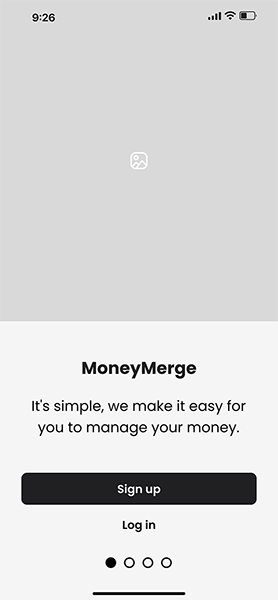 9:26
MoneyMerge
It's simple, we make it easy for
you to manage your money.
Sign up
Log in